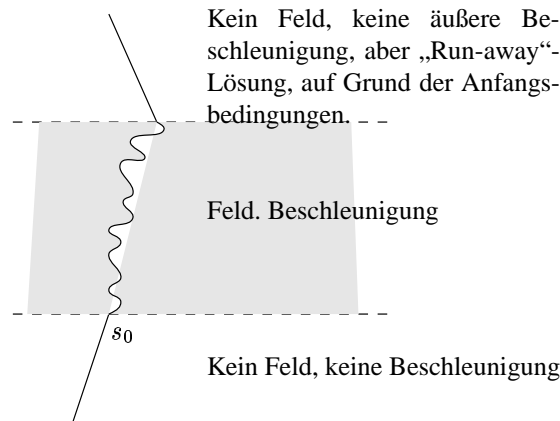 Kein Feld, keine äußere Be-
schleunigung, aber „Run-away“-
Lösung, auf Grund der Anfangs-
bedingungen.
Feld. Beschleunigung
s₀
Kein Feld, keine Beschleunigung